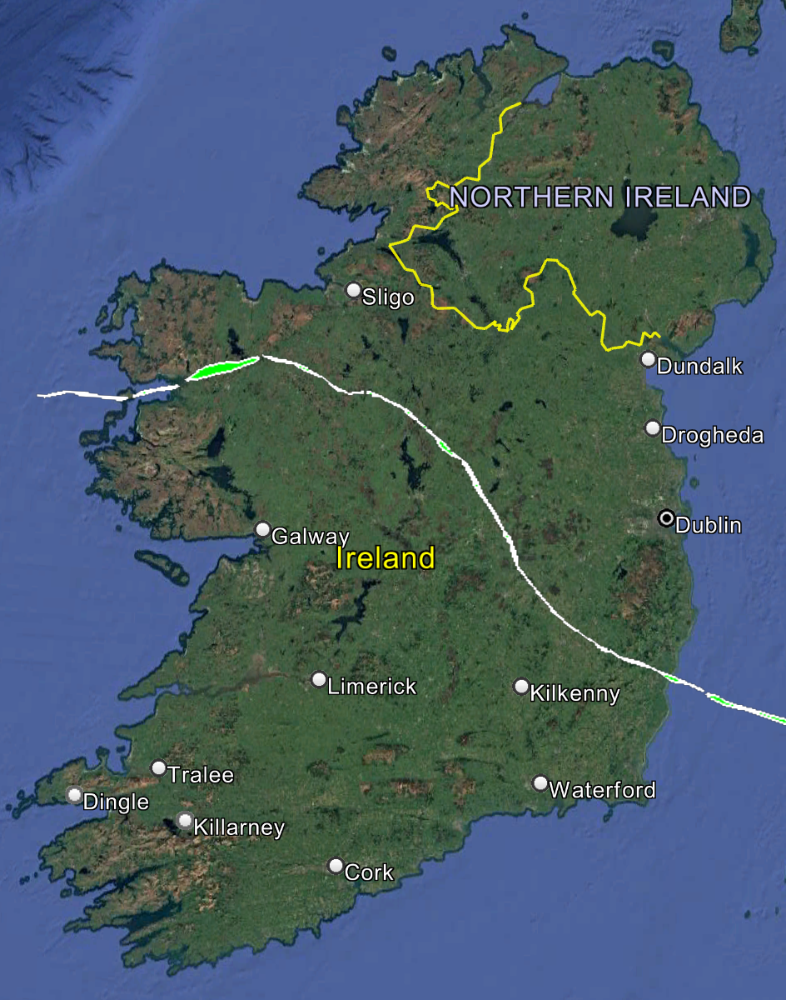 NORTHERN IRELAND
Sligo
Dundalk
Drogheda
Dublin
Galway
Ireland
Limerick
Kilkenny
Tralee
Waterford
Dingle
Killarney
Cork